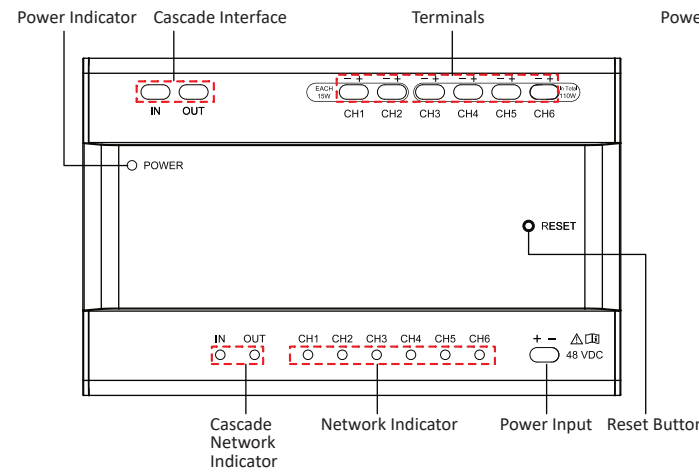 Power Indicator Cascade Interface Terminals Powe
- + - + - + - + - + - +
EACH 15W
In Total 110W
IN OUT
CH1 CH2 CH3 CH4 CH5 CH6
POWER
RESET
IN OUT CH1 CH2 CH3 CH4 CH5 CH6 + -
48 VDC
Cascade Network Indicator
Network Indicator
Power Input
Reset Button